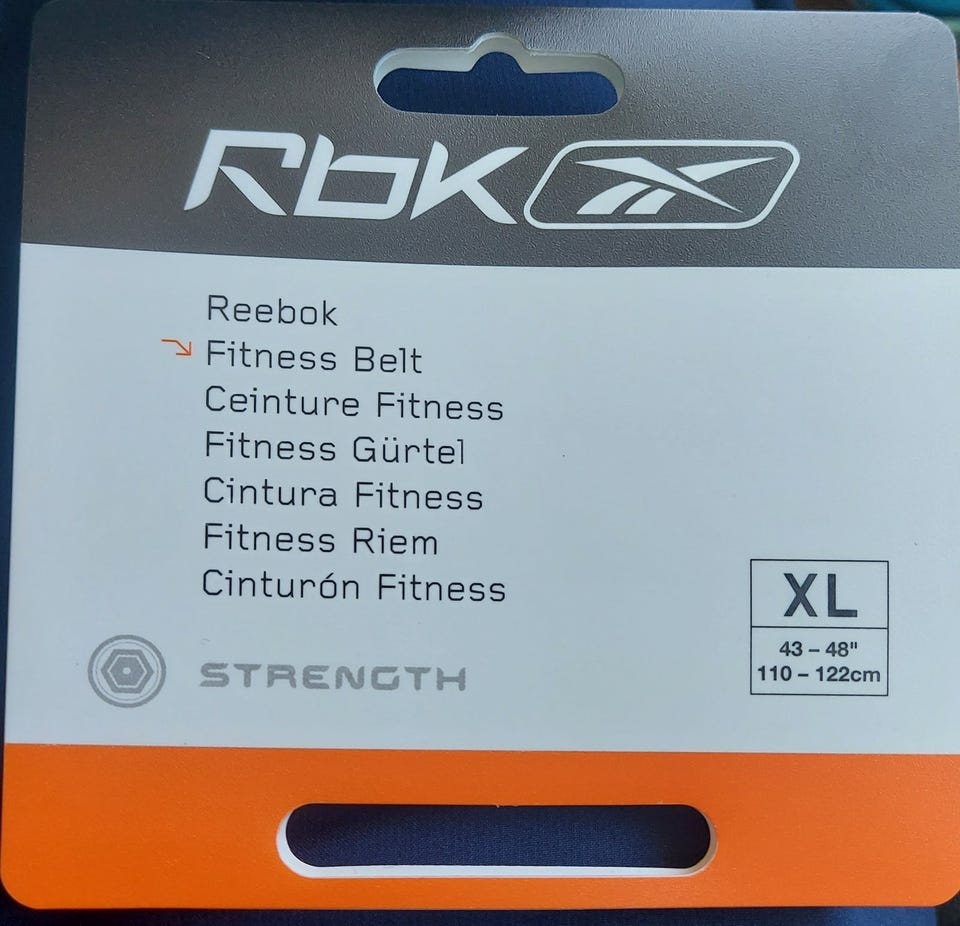 Rbk
Reebok
Fitness Belt
Ceinture Fitness
Fitness Gürtel
Cintura Fitness
Fitness Riem
Cinturón Fitness
STRENGTH
XL
43 – 48"
110 – 122cm